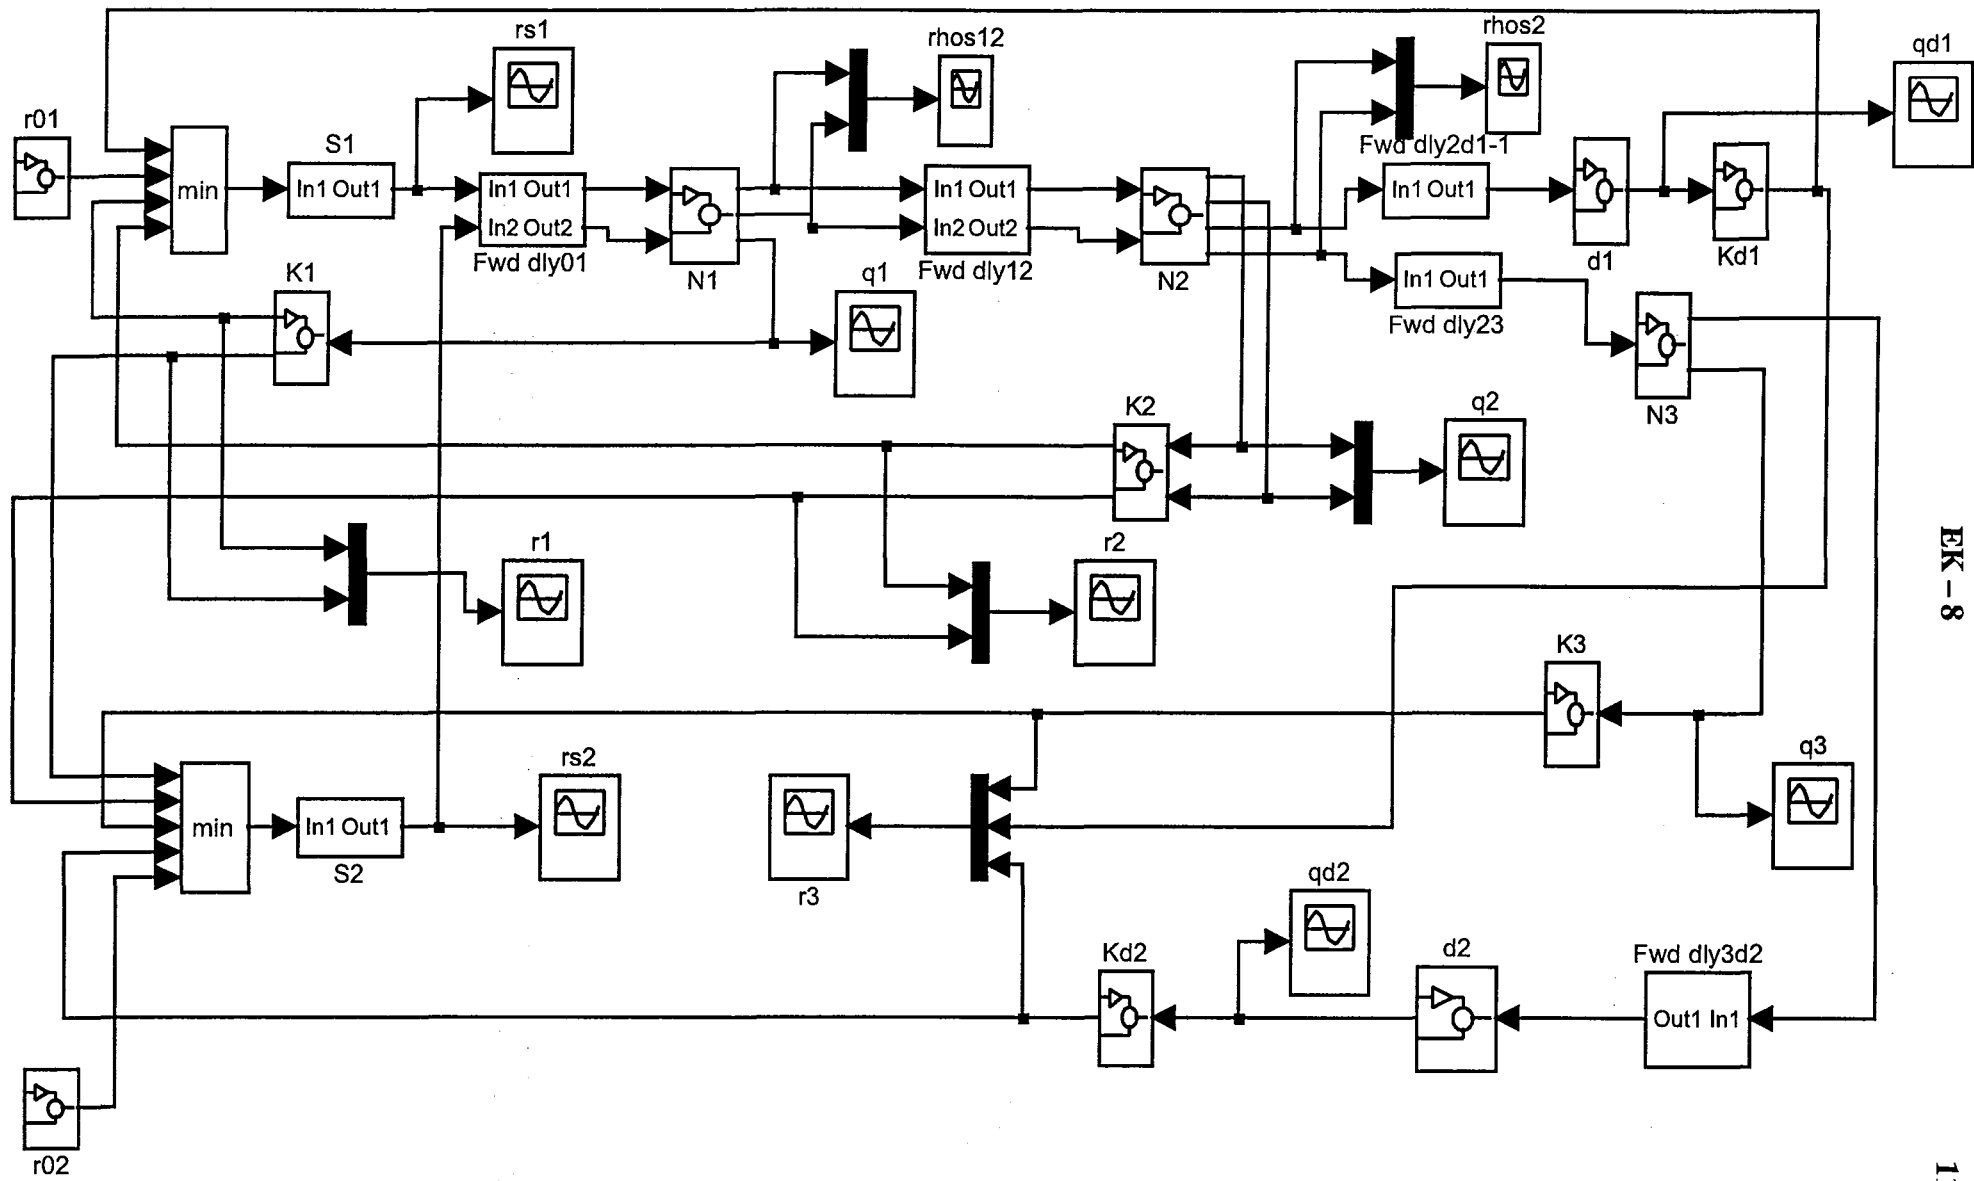 rs1
rhos12
rhos2
qd1
r01
S1
Fwd dly2d1-1
min
In1 Out1
In1 Out1
In2 Out2
Fwd dly01
N1
In1 Out1
In2 Out2
Fwd dly12
N2
In1 Out1
d1
Kd1
K1
q1
In1 Out1
Fwd dly23
N3
K2
q2
r1
r2
EK – 8
K3
q3
rs2
min
In1 Out1
S2
r3
qd2
Kd2
d2
Fwd dly3d2
Out1 In1
r02